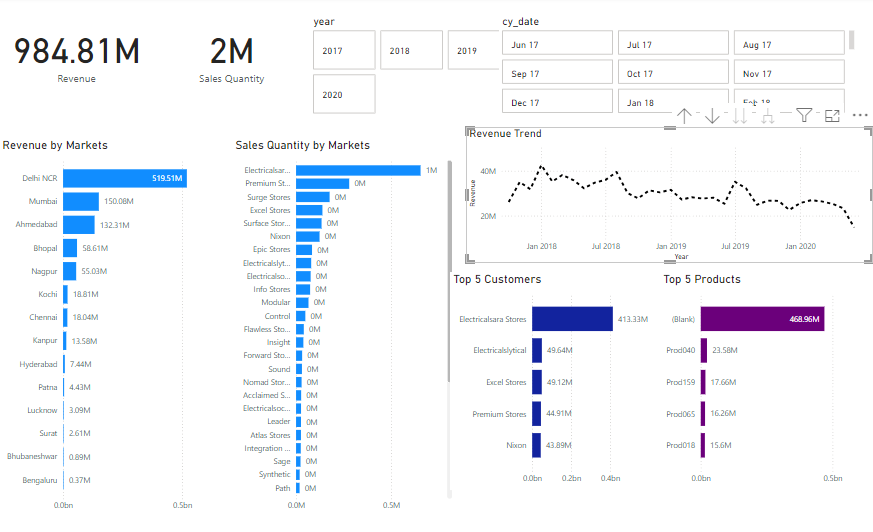 984.81M
Revenue
2M
Sales Quantity
year
2017
2018
2019
2020
cy_date
Jun 17
Jul 17
Aug 17
Sep 17
Oct 17
Nov 17
Dec 17
Jan 18
Feb 18
Revenue by Markets
Delhi NCR 519.51M
Mumbai 150.08M
Ahmedabad 132.31M
Bhopal 58.61M
Nagpur 55.03M
Kochi 18.81M
Chennai 18.04M
Kanpur 13.58M
Hyderabad 7.44M
Patna 4.43M
Lucknow 3.09M
Surat 2.61M
Bhubaneshwar 0.89M
Bengaluru 0.37M
0.0bn 0.5bn
Sales Quantity by Markets
Electricalsar... 1M
Premium St... 0M
Surge Stores 0M
Excel Stores 0M
Surface Stor... 0M
Nixon 0M
Epic Stores 0M
Electricalslyt... 0M
Electricalso... 0M
Info Stores 0M
Modular 0M
Control 0M
Flawless Sto... 0M
Insight 0M
Forward Sto... 0M
Sound 0M
Nomad Stor... 0M
Acclaimed S... 0M
Electricalsoc... 0M
Leader 0M
Atlas Stores 0M
Integration ... 0M
Sage 0M
Synthetic 0M
Path 0M
0.0M 0.5M
Revenue Trend
Revenue
40M
20M
Jan 2018 Jul 2018 Jan 2019 Jul 2019 Jan 2020
Year
Top 5 Customers
Electricalsara Stores 413.33M
Electricalslytical 49.64M
Excel Stores 49.12M
Premium Stores 44.91M
Nixon 43.89M
0.0bn 0.2bn 0.4bn
Top 5 Products
(Blank) 468.96M
Prod040 23.58M
Prod159 17.66M
Prod065 16.26M
Prod018 15.6M
0.0bn 0.5bn